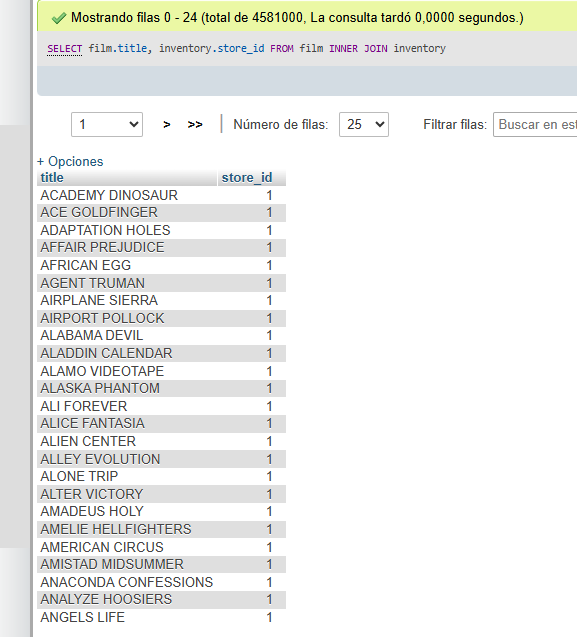 Mostrando filas 0 - 24 (total de 4581000, La consulta tardó 0,0000 segundos.)
SELECT film.title, inventory.store_id FROM film INNER JOIN inventory
1 > >> | Número de filas: 25 Filtrar filas: Buscar en est
+ Opciones
title store_id
ACADEMY DINOSAUR 1
ACE GOLDFINGER 1
ADAPTATION HOLES 1
AFFAIR PREJUDICE 1
AFRICAN EGG 1
AGENT TRUMAN 1
AIRPLANE SIERRA 1
AIRPORT POLLOCK 1
ALABAMA DEVIL 1
ALADDIN CALENDAR 1
ALAMO VIDEOTAPE 1
ALASKA PHANTOM 1
ALI FOREVER 1
ALICE FANTASIA 1
ALIEN CENTER 1
ALLEY EVOLUTION 1
ALONE TRIP 1
ALTER VICTORY 1
AMADEUS HOLY 1
AMELIE HELLFIGHTERS 1
AMERICAN CIRCUS 1
AMISTAD MIDSUMMER 1
ANACONDA CONFESSIONS 1
ANALYZE HOOSIERS 1
ANGELS LIFE 1